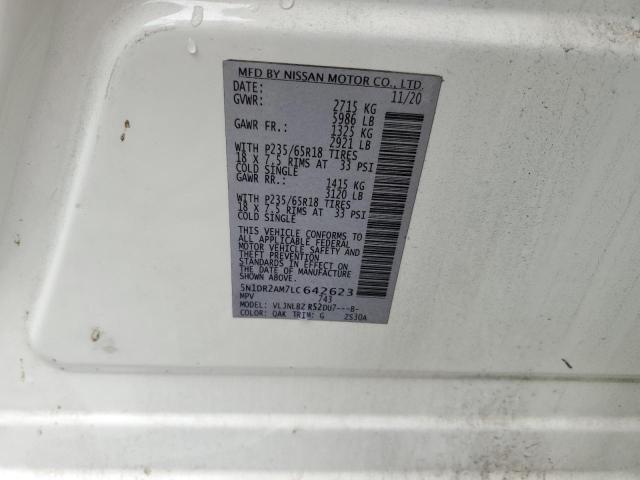 MFD BY NISSAN MOTOR CO., LTD.
DATE: 11/20
GVWR: 2715 KG
5986 LB
GAWR FR.: 1325 KG
2921 LB
WITH P235/65R18 TIRES
18 X 7.5 RIMS AT 33 PSI
COLD SINGLE
GAWR RR.: 1415 KG
3120 LB
WITH P235/65R18 TIRES
18 X 7.5 RIMS AT 33 PSI
COLD SINGLE
THIS VEHICLE CONFORMS TO
ALL APPLICABLE FEDERAL
MOTOR VEHICLE SAFETY AND
THEFT PREVENTION
STANDARDS IN EFFECT ON
THE DATE OF MANUFACTURE
SHOWN ABOVE.
5N1DR2AM7LC642623
MPV 743
MODEL: VLJNLBZ RS2DU7---B-
COLOR: QAK TRIM: G 2S30A